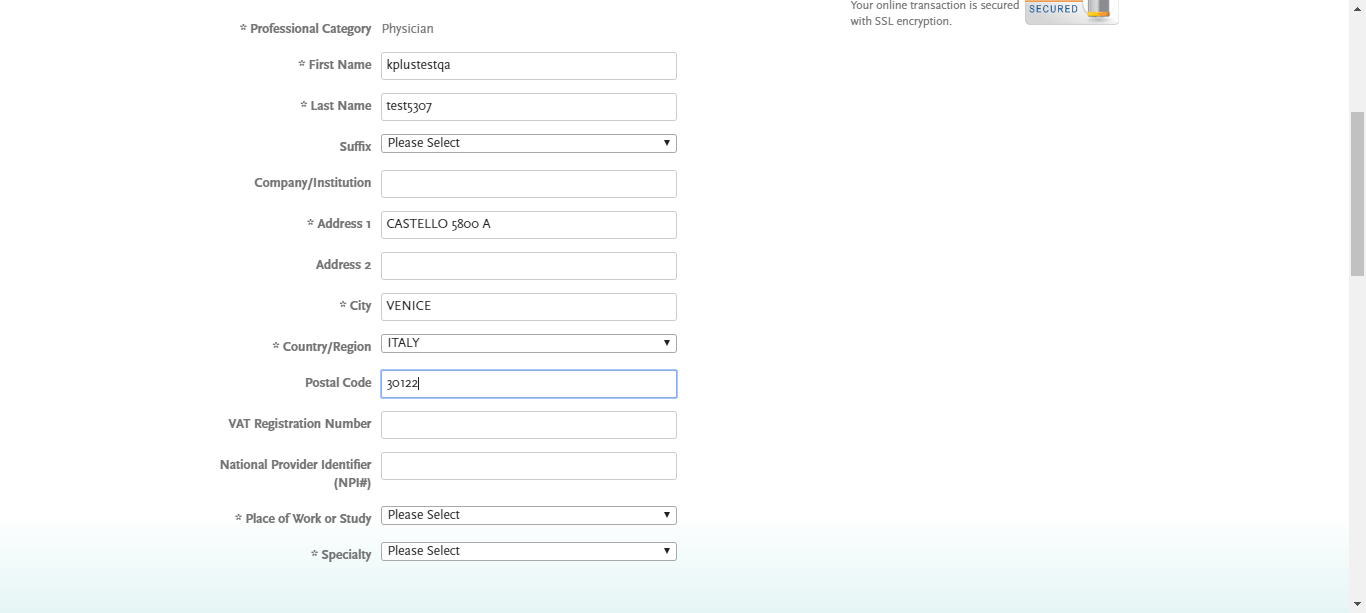 Your online transaction is secured
with SSL encryption.
SECURED
* Professional Category Physician
* First Name kplustestqa
* Last Name test5307
Suffix Please Select
Company/Institution
* Address 1 CASTELLO 5800 A
Address 2
* City VENICE
* Country/Region ITALY
Postal Code 30122
VAT Registration Number
National Provider Identifier
(NPI#)
* Place of Work or Study Please Select
* Specialty Please Select